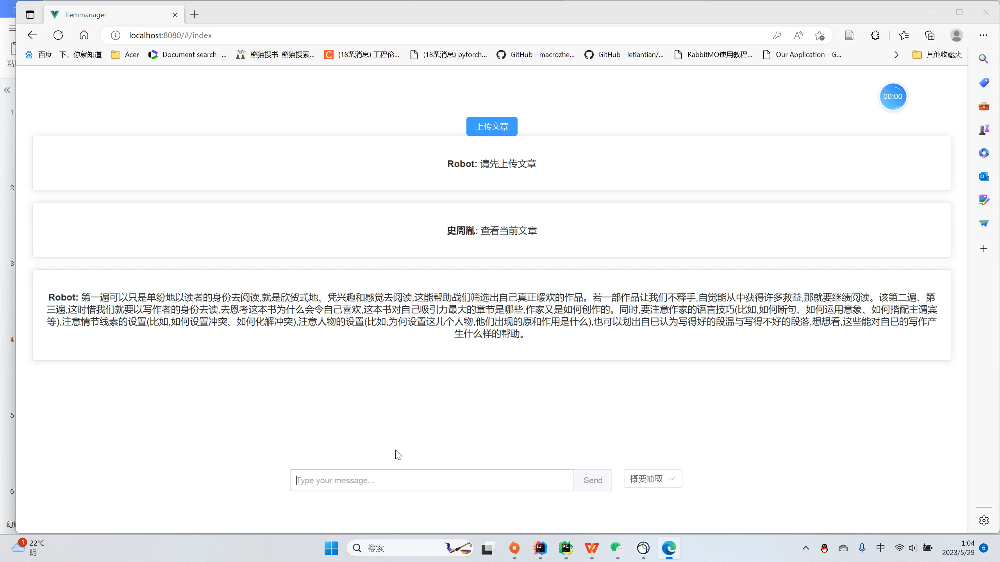 itemmanager
localhost:8080/#/index
百度一下，你就知道
Acer
Document search -...
熊猫搜书_熊猫搜索...
(18条消息) 工程伦...
(18条消息) pytorch...
GitHub - macrozhe...
GitHub - letiantian/...
RabbitMQ使用教程...
Our Application - G...
其他收藏夹
00:00
上传文章
Robot: 请先上传文章
史周胤: 查看当前文章
Robot: 第一遍可以只是单纷地以读者的身份去阅读,就是欣贺式地、凭兴趣和感觉去阅读,这能帮助战们筛选出自己真正暖欢的作品。若一部作品让我们不释手,自觉能从中获得许多救益,那就要继绩阅读。该第二遍、第
三遍,这时惜我们就要以写作者的身份去读,去恩考这本书为什么会令自己喜欢,这本书对自己吸引力最大的章节是哪些,作家又是如何创作的。同时,要注意作家的语言技巧(比如,如何断句、如何运用意象、如何揩配主谓宾
等),注意情节线素的设置(比如,如何设置冲突、如何化解冲突),注意人物的设置(比如,为何设置这儿个人物,他们出现的原和作用是什么),也可以划出自巳认为写得好的段温与写得不好的段落,想想看,这些能对自巳的写作产
生什么样的帮助。
Type your message...
Send
概要抽取
1
2
3
4
5
6
1
22°C
阴
搜索
中
1:04
2023/5/29
6